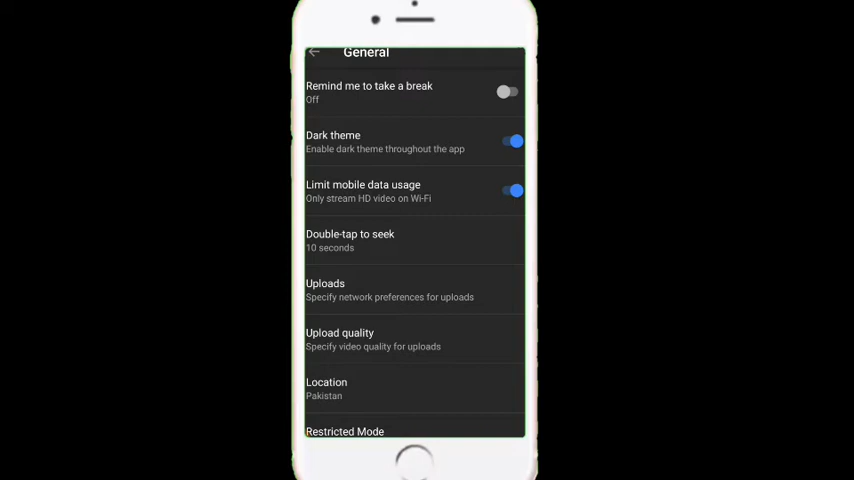 General
Remind me to take a break
Off
Dark theme
Enable dark theme throughout the app
Limit mobile data usage
Only stream HD video on Wi-Fi
Double-tap to seek
10 seconds
Uploads
Specify network preferences for uploads
Upload quality
Specify video quality for uploads
Location
Pakistan
Restricted Mode